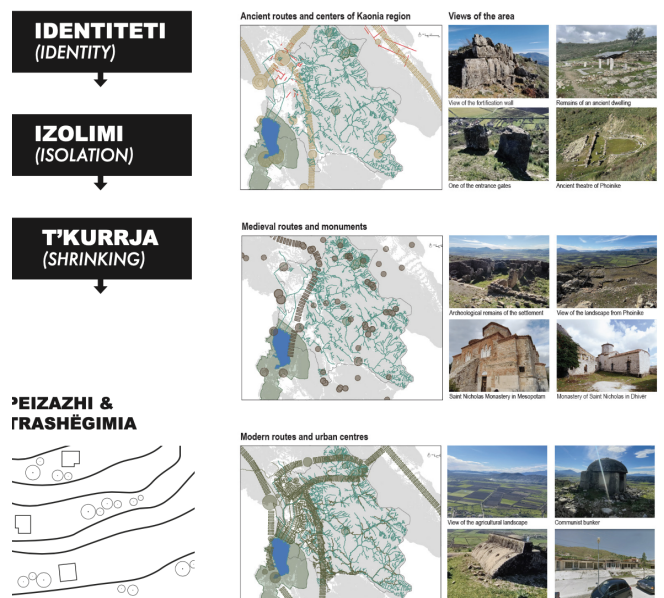 IDENTITETI
(IDENTITY)
IZOLIMI
(ISOLATION)
T'KURRJA
(SHRINKING)
PEIZAZHI &
TRASHËGIMIA
Ancient routes and centers of Kaonia region
Views of the area
View of the fortification wall
Remains of an ancient dwelling
One of the entrance gates
Ancient theatre of Phoinike
Medieval routes and monuments
Archeological remains of the settlement
View of the landscape from Phoinike
Saint Nicholas Monastery in Mesopotam
Monastery of Saint Nicholas in Dhivër
Modern routes and urban centres
View of the agricultural landscape
Communist bunker